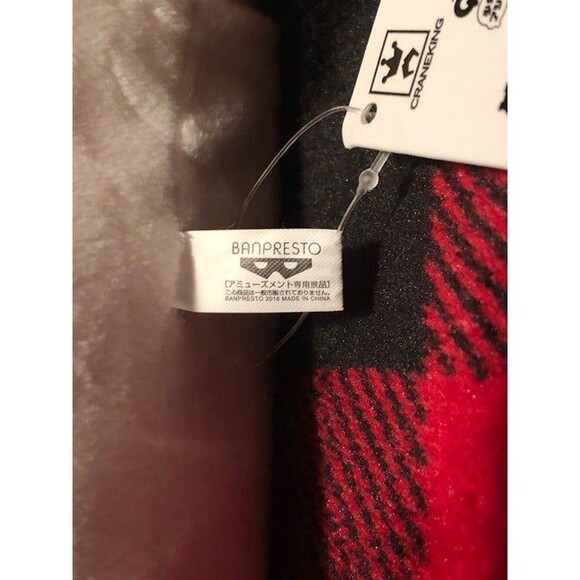 CRANEKING
BANPRESTO
[アミューズメント専用景品]
この商品は一般市販されておりません。
BANPRESTO 2016 MADE IN CHINA